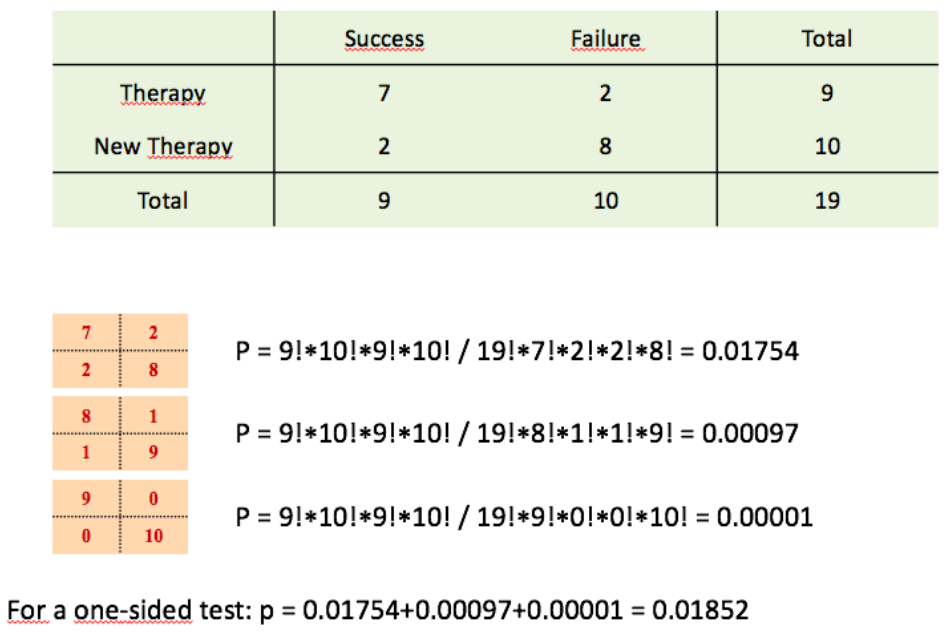 Success Failure Total
Therapy 7 2 9
New Therapy 2 8 10
Total 9 10 19
7 2
2 8
P = 9!*10!*9!*10! / 19!*7!*2!*2!*8! = 0.01754
8 1
1 9
P = 9!*10!*9!*10! / 19!*8!*1!*1!*9! = 0.00097
9 0
0 10
P = 9!*10!*9!*10! / 19!*9!*0!*0!*10! = 0.00001
For a one-sided test: p = 0.01754+0.00097+0.00001 = 0.01852